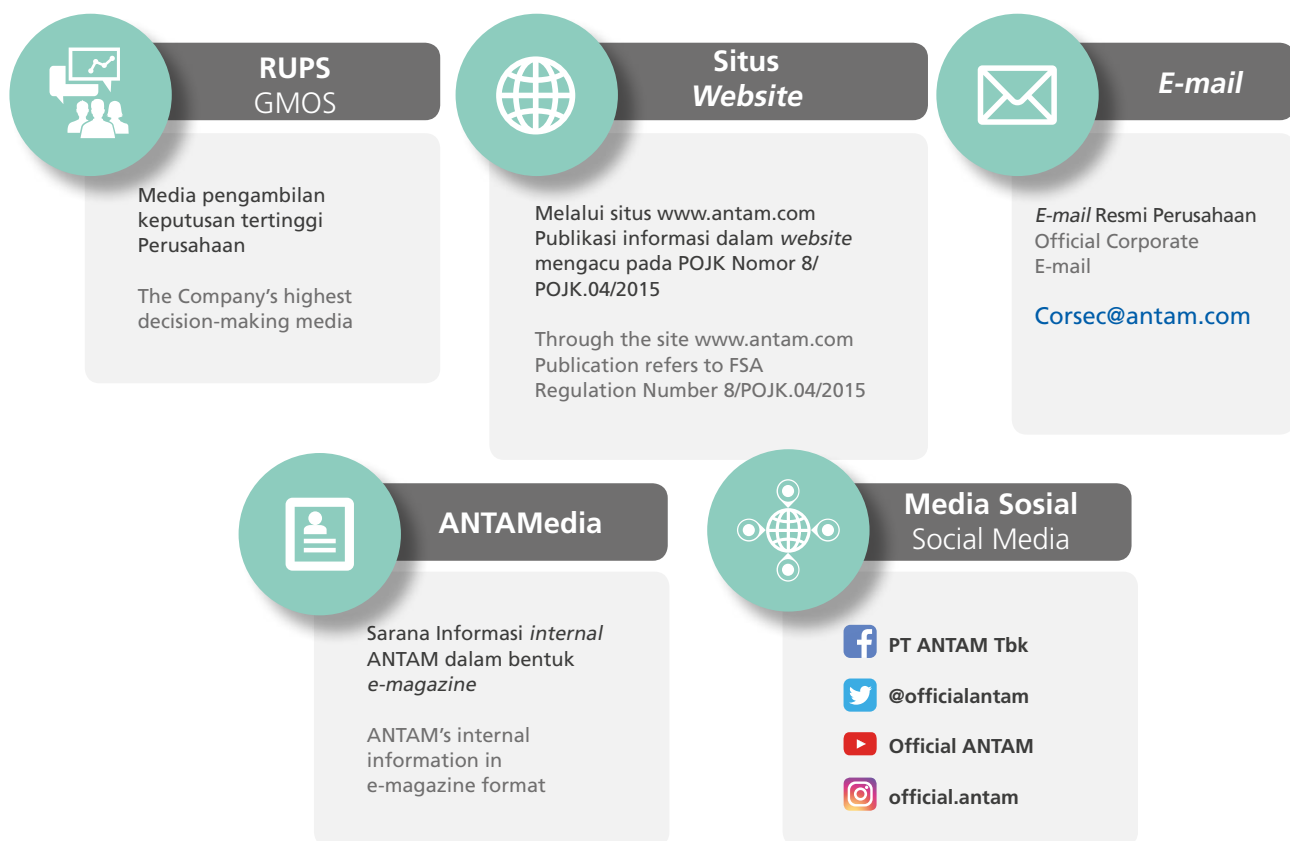 RUPS
GMOS
Media pengambilan
keputusan tertinggi
Perusahaan
The Company’s highest
decision-making media
Situs
Website
Melalui situs www.antam.com
Publikasi informasi dalam website
mengacu pada POJK Nomor 8/
POJK.04/2015
Through the site www.antam.com
Publication refers to FSA
Regulation Number 8/POJK.04/2015
E-mail
E-mail Resmi Perusahaan
Official Corporate
E-mail
Corsec@antam.com
ANTAMedia
Sarana Informasi internal
ANTAM dalam bentuk
e-magazine
ANTAM’s internal
information in
e-magazine format
Media Sosial
Social Media
PT ANTAM Tbk
@officialantam
Official ANTAM
official.antam